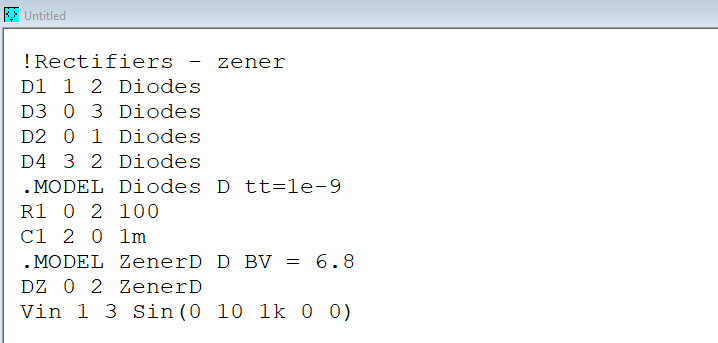 Untitled
!Rectifiers - zener
D1 1 2 Diodes
D3 0 3 Diodes
D2 0 1 Diodes
D4 3 2 Diodes
.MODEL Diodes D tt=1e-9
R1 0 2 100
C1 2 0 1m
.MODEL ZenerD D BV = 6.8
DZ 0 2 ZenerD
Vin 1 3 Sin(0 10 1k 0 0)